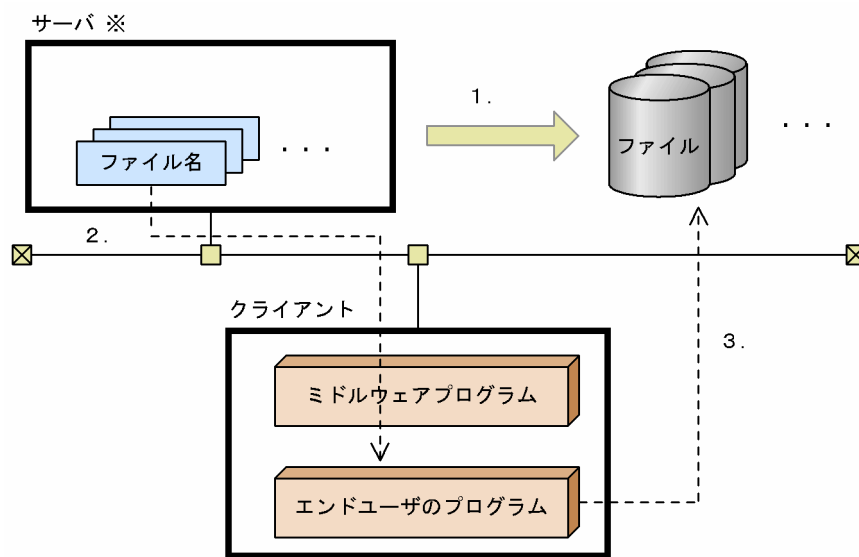 サーバ ※
1.
ファイル名
・・・
ファイル
・・・
2.
クライアント
3.
ミドルウェアプログラム
エンドユーザのプログラム